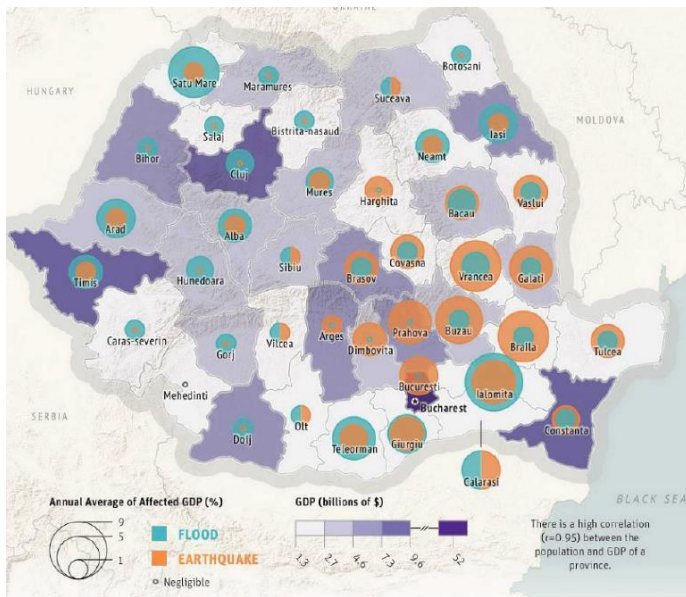 UKRAINE
Satu Mare
Maramures
Botosani
HUNGARY
Suceava
MOLDOVA
Salaj
Bistrita-nasaud
Iasi
Bihor
Cluj
Neamt
Mures
Harghita
Vaslui
Bacau
Arad
Alba
Covasna
Timis
Hunedoara
Sibiu
Brasov
Vrancea
Galati
Caras-severin
Gorj
Vilcea
Arges
Prahova
Buzau
Dimbovita
Braila
Tulcea
Mehedinti
Bucuresti
Ialomita
Bucharest
SERBIA
Dolj
Olt
Teleorman
Giurgiu
Constanta
Calarasi
BLACK SEA
Annual Average of Affected GDP (%)
9
5
1
FLOOD
EARTHQUAKE
Negligible
GDP (billions of $)
1.3
2.7
4.6
7.3
9.6
52
There is a high correlation
(r=0.95) between the
population and GDP of a
province.